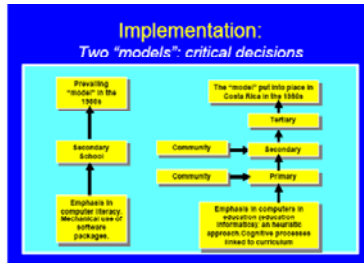 Implementation:
Two “models”: critical decisions
Prevailing
"model" in the
1980s
Secondary
School
Emphasis in
computer literacy.
Mechanical use of
software
packages.
The "model" put into place in
Costa Rica in the 1980s
Tertiary
Community
Secondary
Community
Primary
Emphasis in computers in
education (education
informatics): an heuristic
approach.Cognitive processes
linked to curriculum